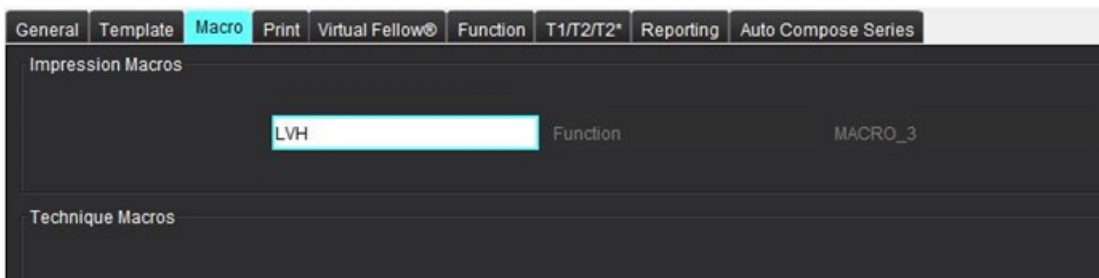 General Template Macro Print Virtual Fellow® Function T1/T2/T2* Reporting Auto Compose Series
Impression Macros
LVH Function MACRO_3
Technique Macros